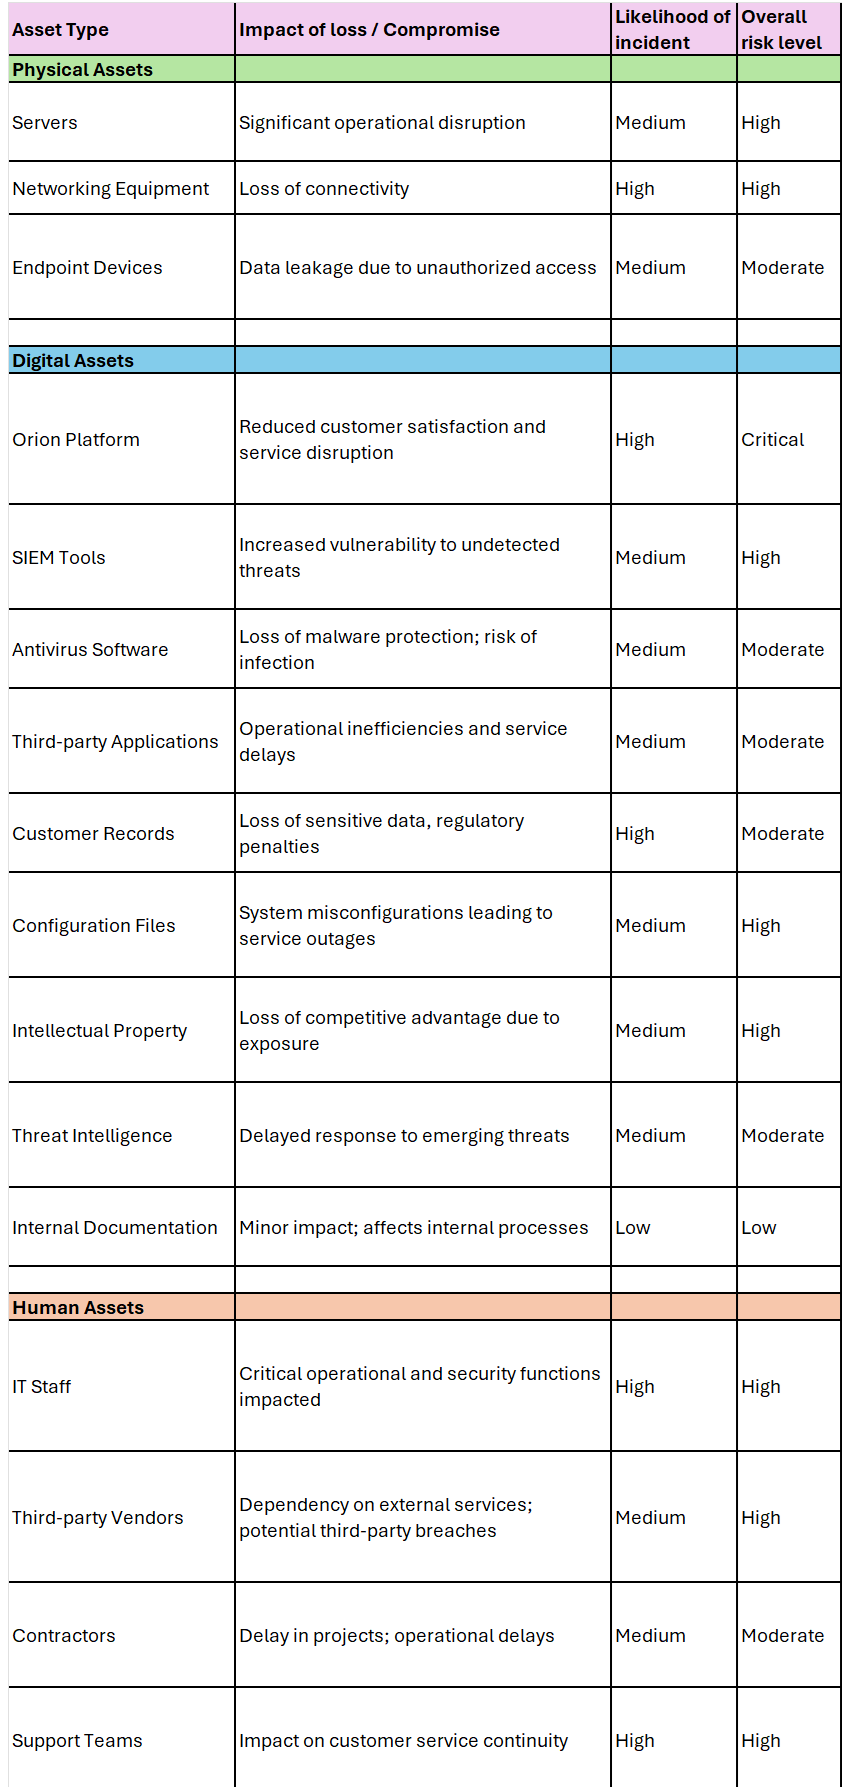 Asset Type Impact of loss / Compromise Likelihood of incident Overall risk level
Physical Assets
Servers Significant operational disruption Medium High
Networking Equipment Loss of connectivity High High
Endpoint Devices Data leakage due to unauthorized access Medium Moderate
Digital Assets
Orion Platform Reduced customer satisfaction and service disruption High Critical
SIEM Tools Increased vulnerability to undetected threats Medium High
Antivirus Software Loss of malware protection; risk of infection Medium Moderate
Third-party Applications Operational inefficiencies and service delays Medium Moderate
Customer Records Loss of sensitive data, regulatory penalties High Moderate
Configuration Files System misconfigurations leading to service outages Medium High
Intellectual Property Loss of competitive advantage due to exposure Medium High
Threat Intelligence Delayed response to emerging threats Medium Moderate
Internal Documentation Minor impact; affects internal processes Low Low
Human Assets
IT Staff Critical operational and security functions impacted High High
Third-party Vendors Dependency on external services; potential third-party breaches Medium High
Contractors Delay in projects; operational delays Medium Moderate
Support Teams Impact on customer service continuity High High